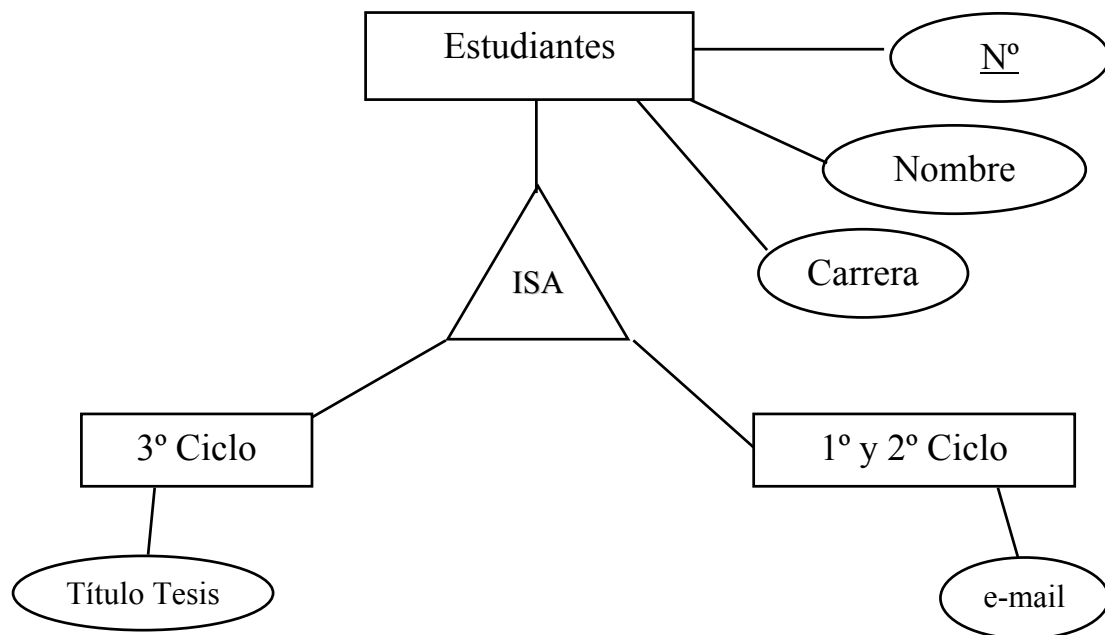 Estudiantes
Nº
Nombre
Carrera
ISA
3º Ciclo
1º y 2º Ciclo
Título Tesis
e-mail